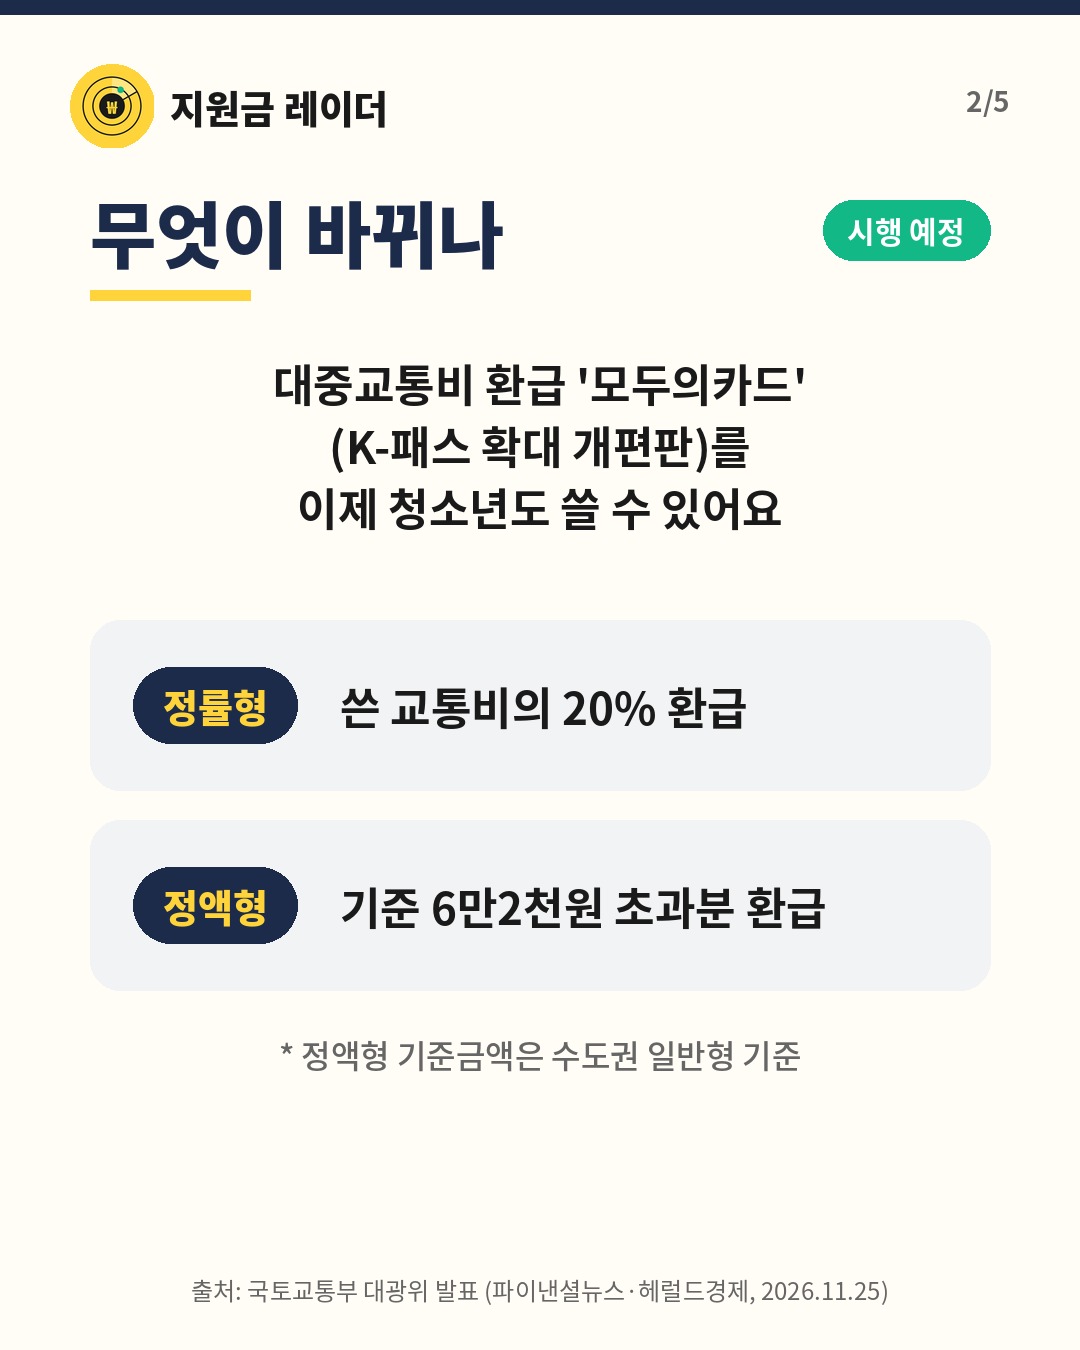 ₩
지원금 레이더
2/5
무엇이 바뀌나
시행 예정
대중교통비 환급 '모두의카드'
(K-패스 확대 개편판)를
이제 청소년도 쓸 수 있어요
정률형
쓴 교통비의 20% 환급
정액형
기준 6만2천원 초과분 환급
* 정액형 기준금액은 수도권 일반형 기준
출처: 국토교통부 대광위 발표 (파이낸셜뉴스·헤럴드경제, 2026.11.25)